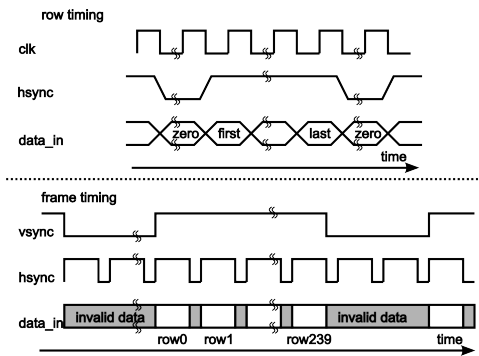 row timing
clk
hsync
data_in zero first last zero
time
frame timing
vsync
hsync
data_in invalid data invalid data
row0 row1 row239 time